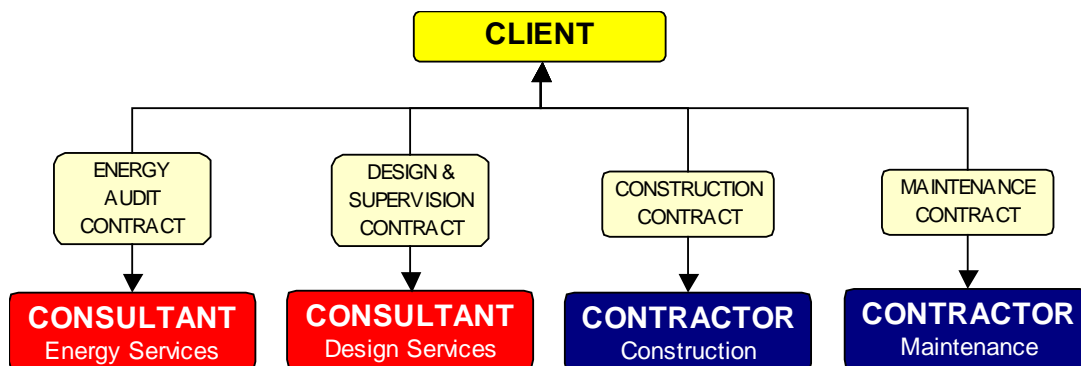 CLIENT
ENERGY
AUDIT
CONTRACT
DESIGN &
SUPERVISION
CONTRACT
CONSTRUCTION
CONTRACT
MAINTENANCE
CONTRACT
CONSULTANT
Energy Services
CONSULTANT
Design Services
CONTRACTOR
Construction
CONTRACTOR
Maintenance